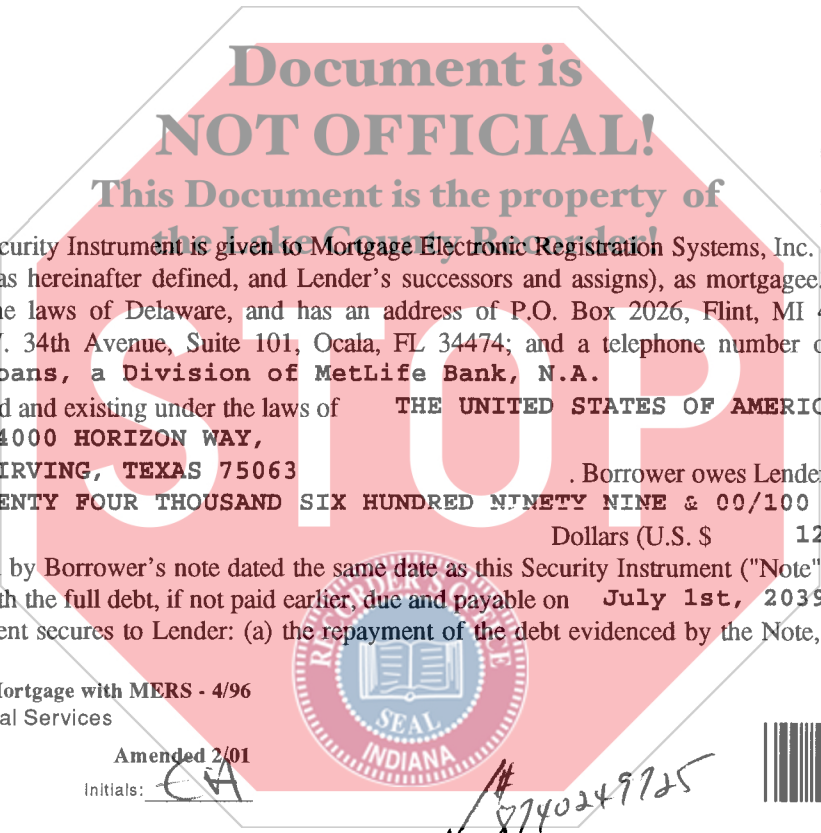 Document is
NOT OFFICIAL!
This Document is the property of
the Lake County Recorder!
curity Instrument is given to Mortgage Electronic Registration Systems, Inc.
as hereinafter defined, and Lender's successors and assigns), as mortgagee.
e laws of Delaware, and has an address of P.O. Box 2026, Flint, MI
. 34th Avenue, Suite 101, Ocala, FL 34474; and a telephone number
oans, a Division of MetLife Bank, N.A.
d and existing under the laws of THE UNITED STATES OF AMERIC
4000 HORIZON WAY,
IRVING, TEXAS 75063 . Borrower owes Lender
ENTY FOUR THOUSAND SIX HUNDRED NINETY NINE & 00/100
Dollars (U.S. $ 12
by Borrower's note dated the same date as this Security Instrument ("Note"
th the full debt, if not paid earlier, due and payable on July 1st, 2039
ent secures to Lender: (a) the repayment of the debt evidenced by the Note,
ortgage with MERS - 4/96
al Services
Amended 2/01
Initials:
STOP
RECORDER'S OFFICE
SEAL
INDIANA
# 8740249725